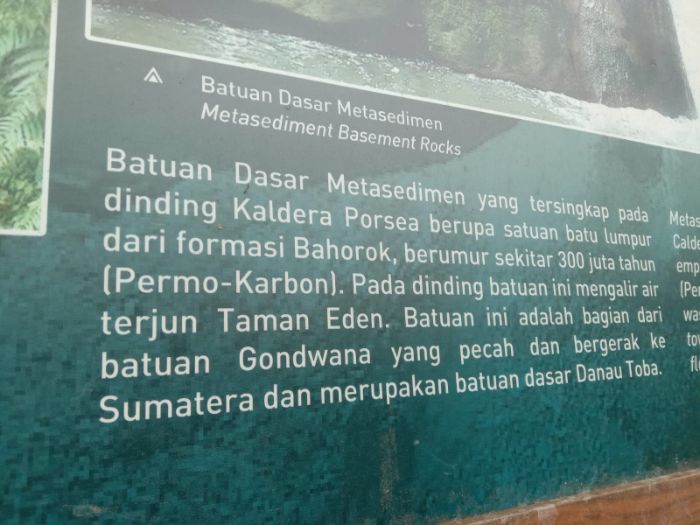 Batuan Dasar Metasedimen
Metasediment Basement Rocks
Batuan Dasar Metasedimen yang tersingkap pada
dinding Kaldera Porsea berupa satuan batu lumpur
dari formasi Bahorok, berumur sekitar 300 juta tahun
(Permo-Karbon). Pada dinding batuan ini mengalir air
terjun Taman Eden. Batuan ini adalah bagian dari
batuan Gondwana yang pecah dan bergerak ke
Sumatera dan merupakan batuan dasar Danau Toba.